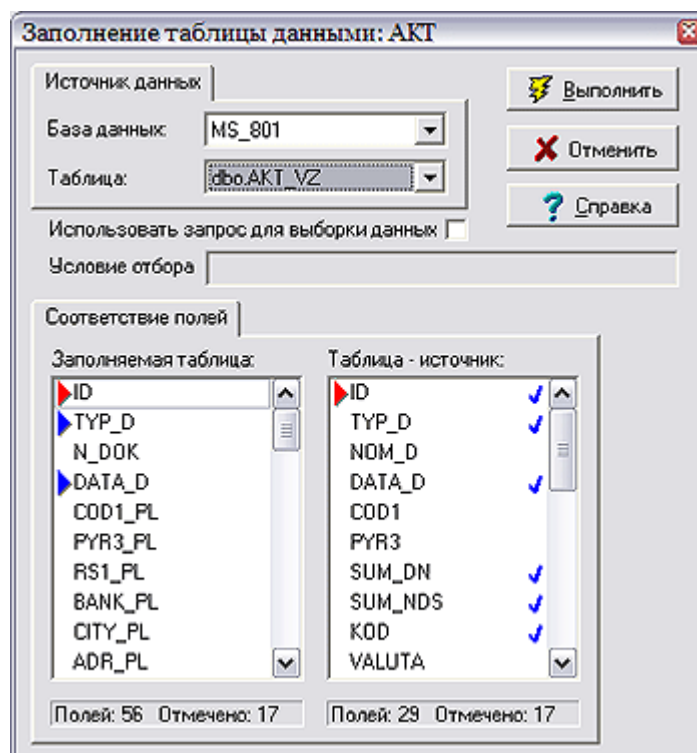 Заполнение таблицы данными: АКТ
Источник данных
База данных: MS_801
Таблица: dbo.AKT_VZ
Выполнить
Отменить
Справка
Использовать запрос для выборки данных
Условие отбора
Соответствие полей
Заполняемая таблица:
ID
TYP_D
N_DOK
DATA_D
COD1_PL
PYR3_PL
RS1_PL
BANK_PL
CITY_PL
ADR_PL
Полей: 56 Отмечено: 17
Таблица - источник:
ID
TYP_D
NOM_D
DATA_D
COD1
PYR3
SUM_DN
SUM_NDS
KOD
VALUTA
Полей: 29 Отмечено: 17